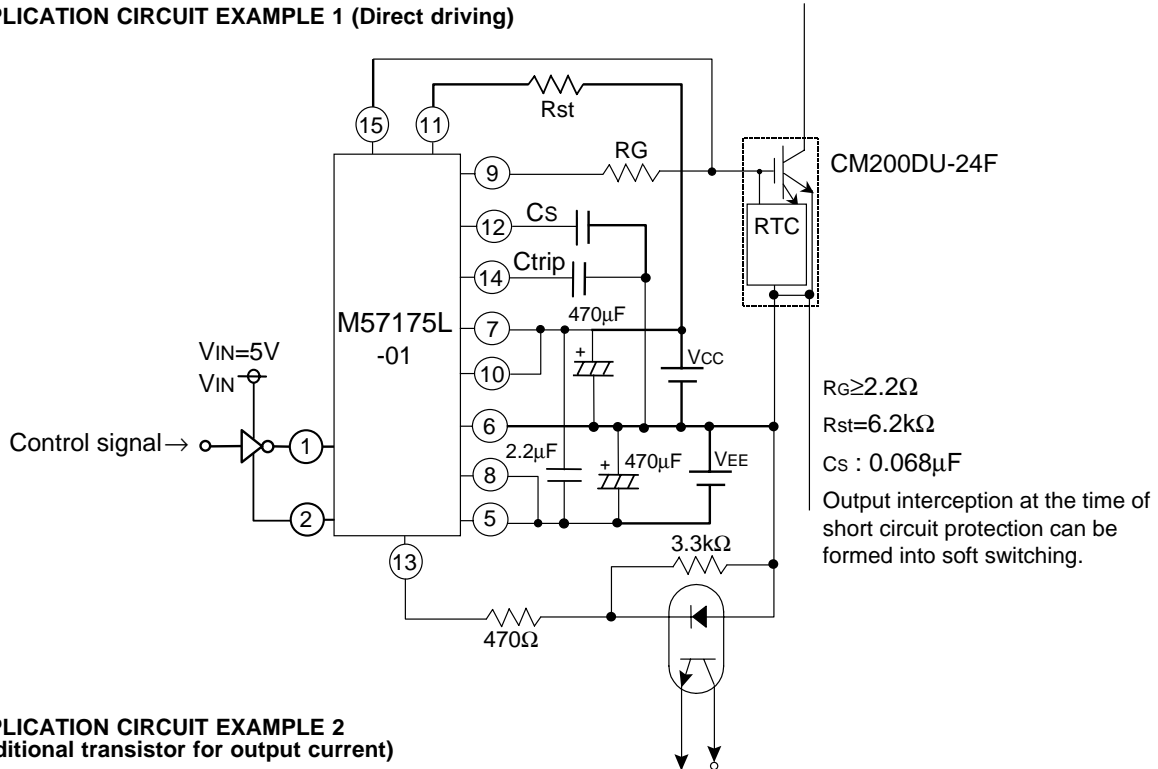 PLICATION CIRCUIT EXAMPLE 1 (Direct driving)
15
11
Rst
9
RG
CM200DU-24F
RTC
12
Cs
14
Ctrip
M57175L
-01
7
470μF
+
VCC
10
VIN=5V
VIN
Control signal→
1
2
6
2.2μF
+
470μF
VEE
8
5
RG≥2.2Ω
Rst=6.2kΩ
Cs : 0.068μF
Output interception at the time of
short circuit protection can be
formed into soft switching.
13
3.3kΩ
470Ω
PLICATION CIRCUIT EXAMPLE 2
ditional transistor for output current)